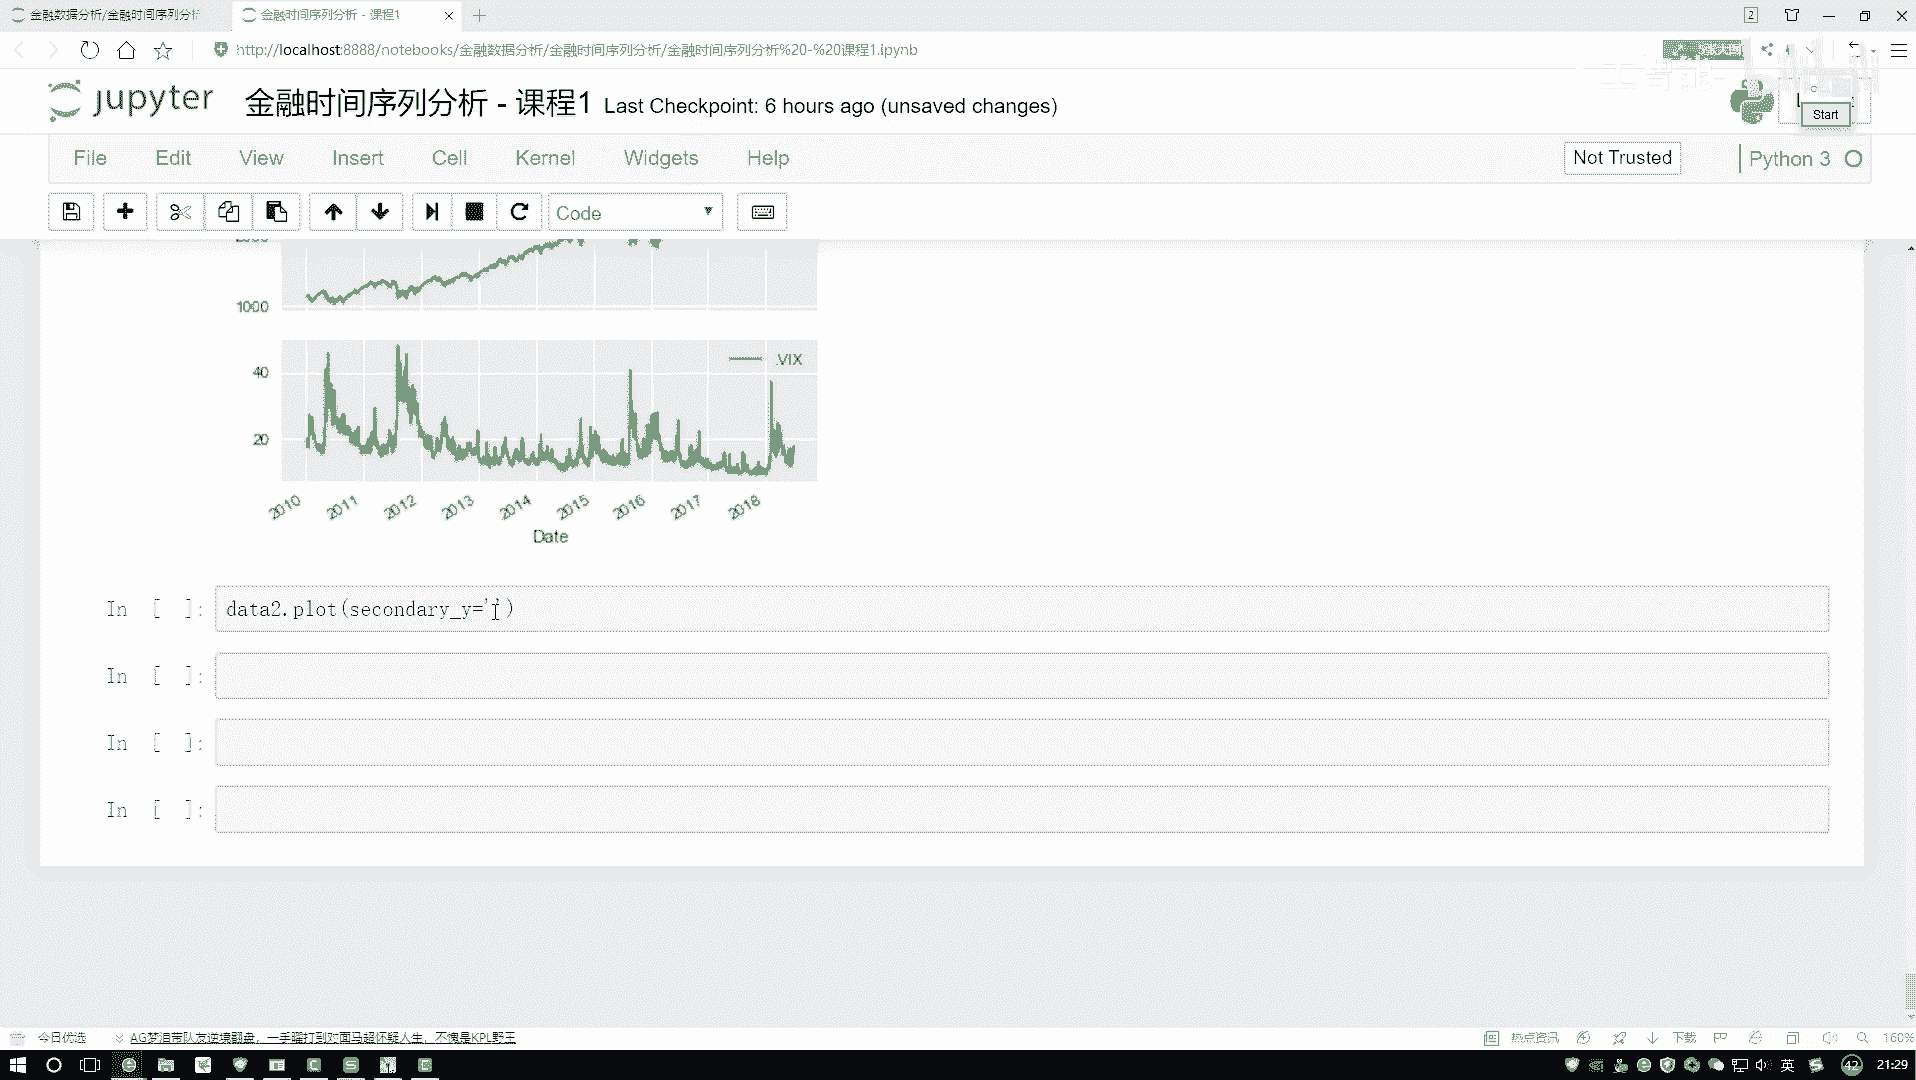 金融数据分析/金融时间序列分析
金融时间序列分析 - 课程1
2
http://localhost:8888/notebooks/金融数据分析/金融时间序列分析/金融时间序列分析%20-%20课程1.ipynb
jupyter 金融时间序列分析 - 课程1 Last Checkpoint: 6 hours ago (unsaved changes)
Start
File Edit View Insert Cell Kernel Widgets Help
Not Trusted
Python 3
Code
1000
.VIX
40
20
2010 2011 2012 2013 2014 2015 2016 2017 2018
Date
In [ ]: data2.plot(secondary_y='')
In [ ]:
In [ ]:
In [ ]:
今日优选
AG梦泪带队友逆境翻盘,一手曜打到对面马超怀疑人生,不愧是KPL野王
热点资讯
下载
160%
英
42
21:29